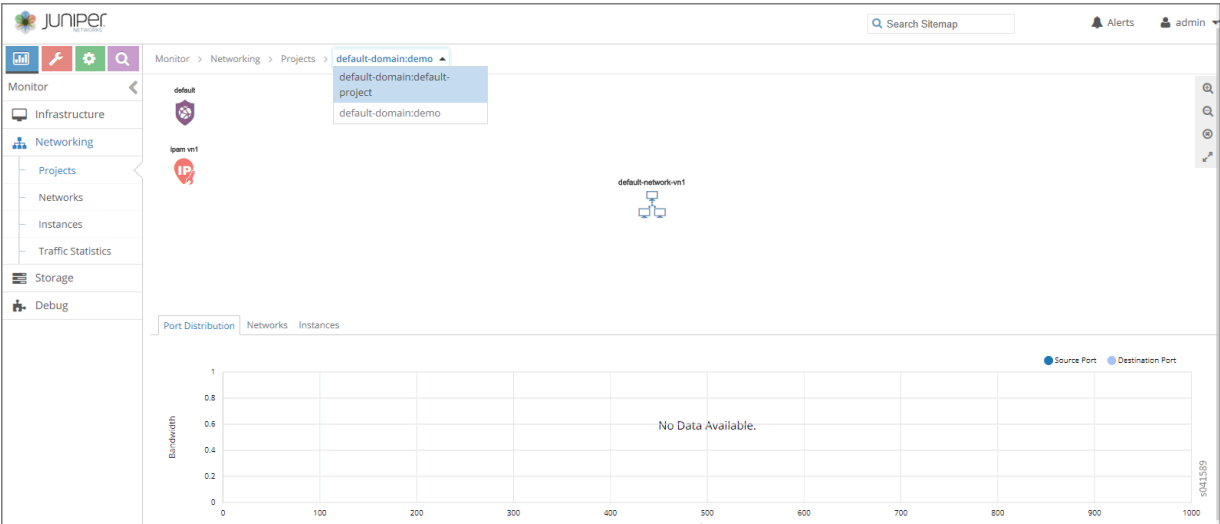 JUNIPER
NETWORKS
Search Sitemap
Alerts
admin
Monitor > Networking > Projects > default-domain:demo
default-domain:default-
project
default-domain:demo
Monitor
Infrastructure
Networking
Projects
Networks
Instances
Traffic Statistics
Storage
Debug
default
ipam vn1
IP
default-network-vn1
Port Distribution Networks Instances
Source Port Destination Port
1
0.8
0.6
0.4
0.2
0
Bandwidth
No Data Available.
0 100 200 300 400 500 600 700 800 900 1000
s041589